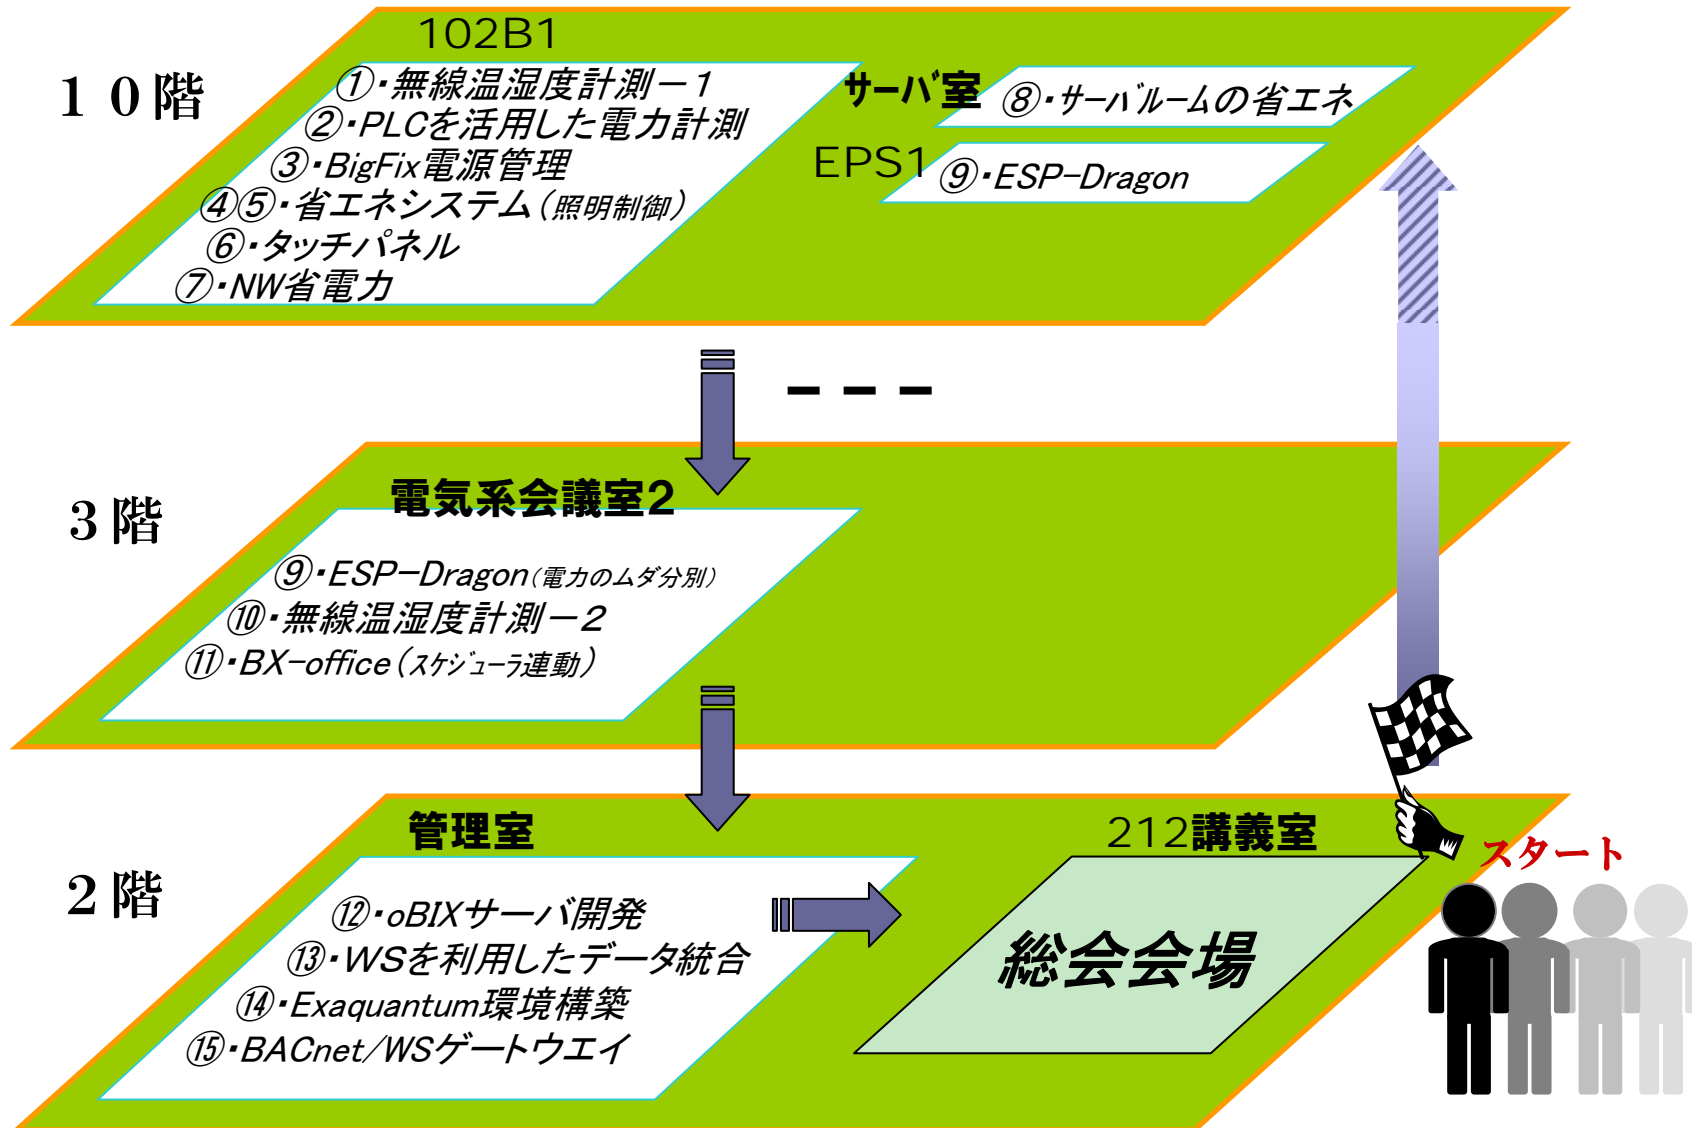 102B1
10階
①・無線温湿度計測－1
②・PLCを活用した電力計測
③・BigFix電源管理
④⑤・省エネシステム（照明制御）
⑥・タッチパネル
⑦・NW省電力
サーバ室
⑧・サーバルームの省エネ
EPS1
⑨・ESP-Dragon
3階
電気系会議室2
⑨・ESP-Dragon（電力のムダ分別）
⑩・無線温湿度計測－2
⑪・BX-office（スケジューラ連動）
2階
管理室
⑫・oBIXサーバ開発
⑬・WSを利用したデータ統合
⑭・Exaquantum環境構築
⑮・BACnet/WSゲートウエイ
212講義室
総会会場
スタート